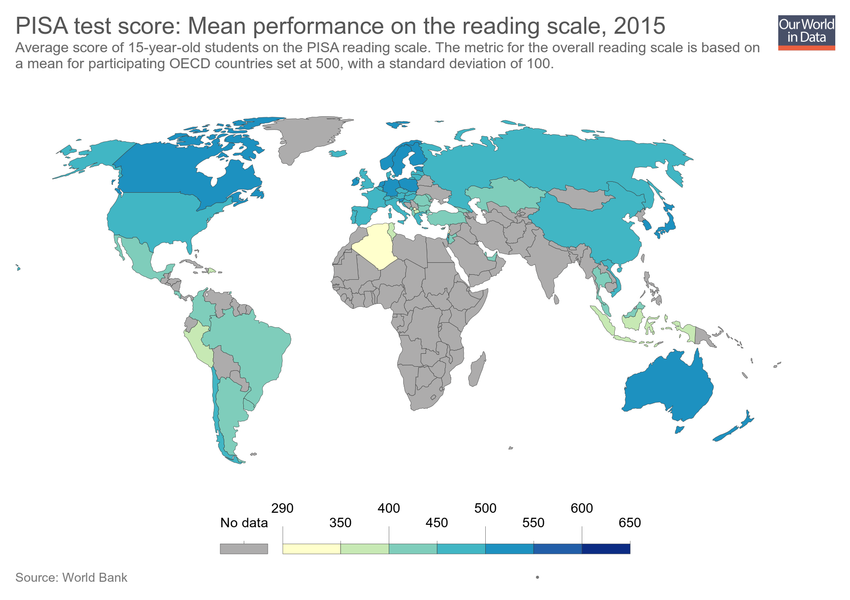 PISA test score: Mean performance on the reading scale, 2015
Our World
in Data
Average score of 15-year-old students on the PISA reading scale. The metric for the overall reading scale is based on
a mean for participating OECD countries set at 500, with a standard deviation of 100.
290 400 500 600
No data 350 450 550 650
Source: World Bank